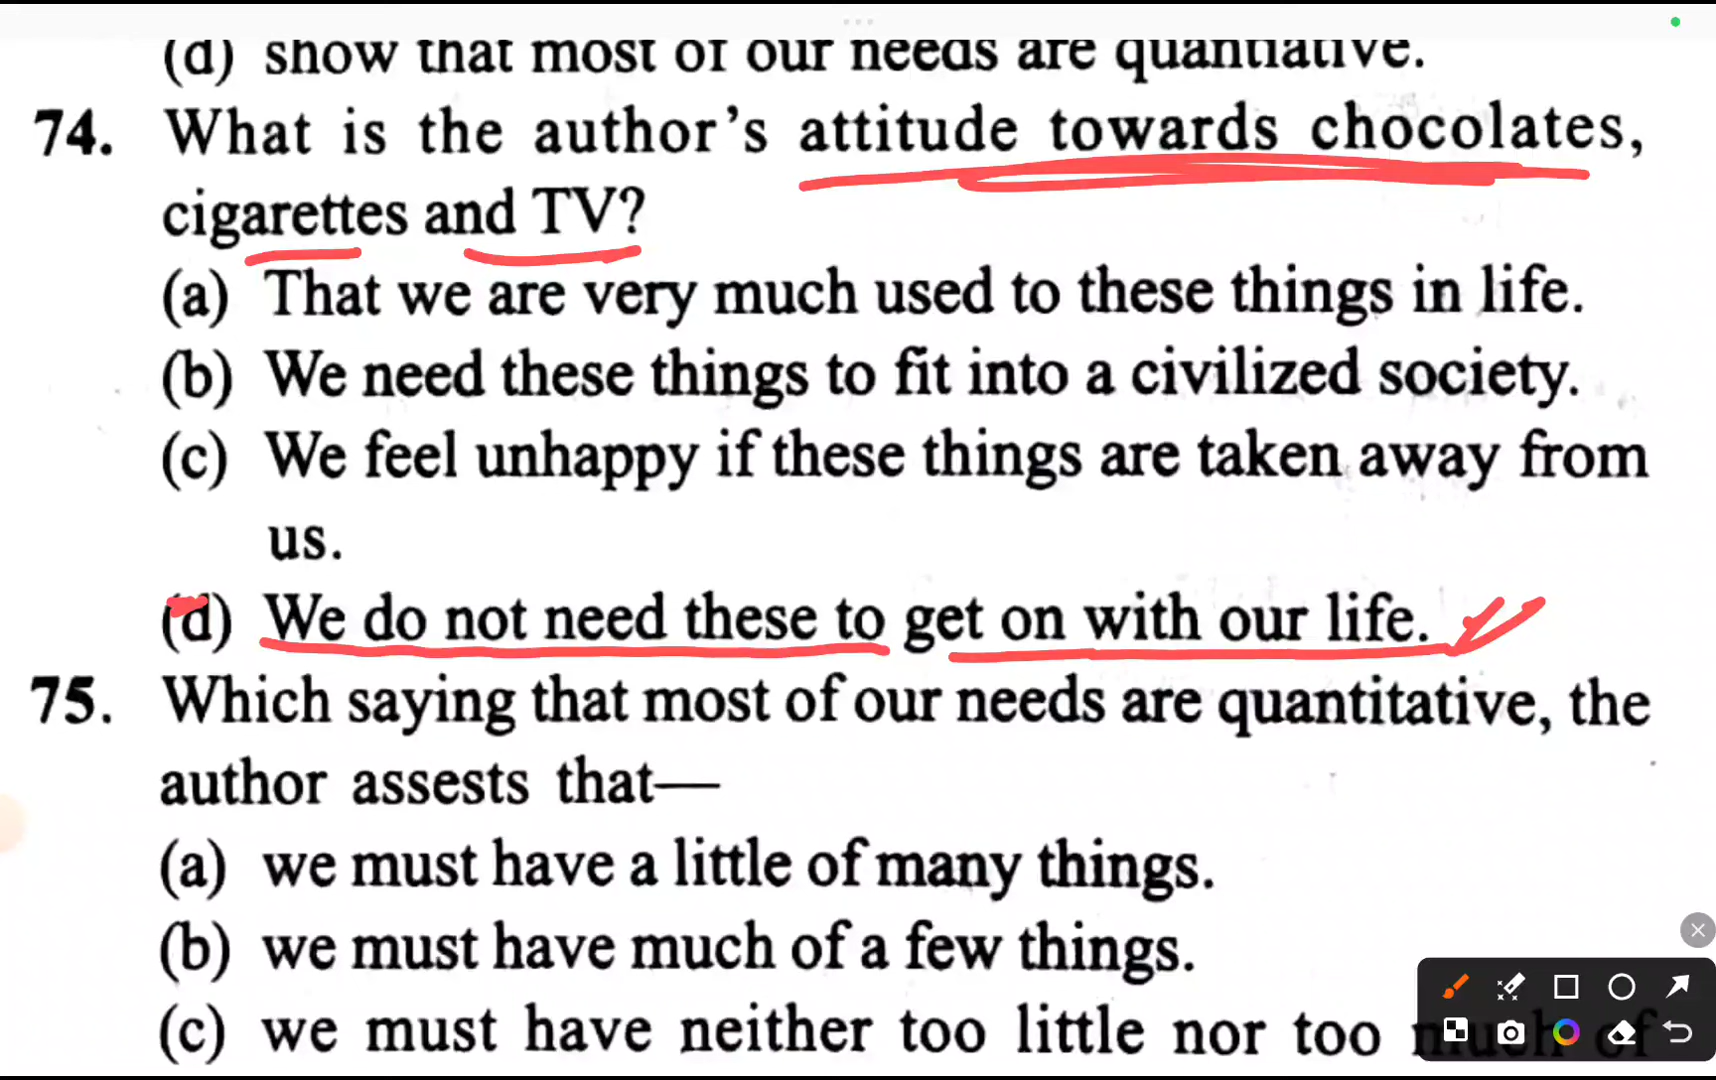 (d) show that most of our needs are quantiative.
74. What is the author's attitude towards chocolates,
cigarettes and TV?
(a) That we are very much used to these things in life.
(b) We need these things to fit into a civilized society.
(c) We feel unhappy if these things are taken away from
us.
(d) We do not need these to get on with our life.
75. Which saying that most of our needs are quantitative, the
author assests that—
(a) we must have a little of many things.
(b) we must have much of a few things.
(c) we must have neither too little nor too much of